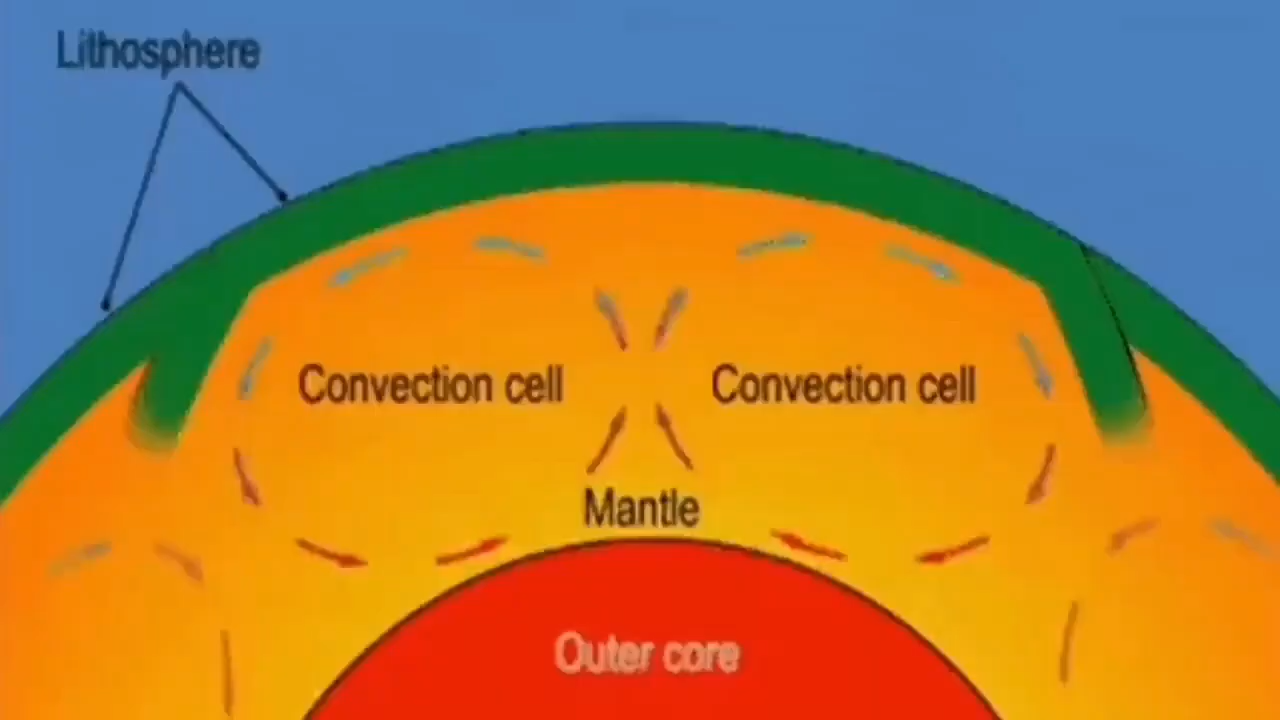 Lithosphere
Convection cell
Convection cell
Mantle
Outer core